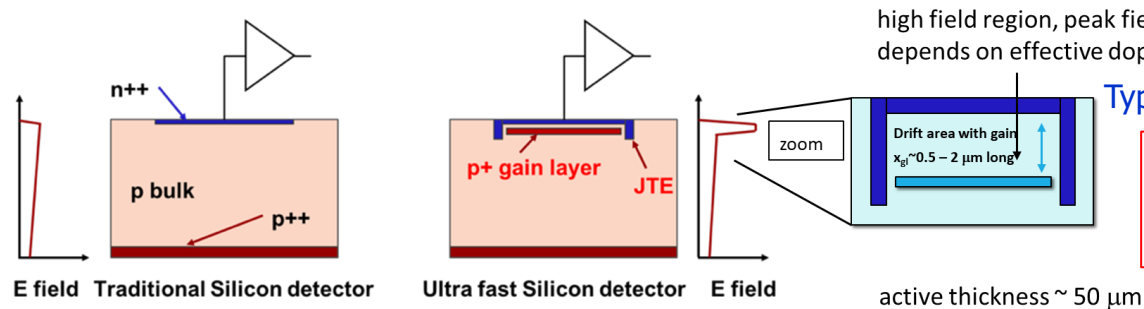 high field region, peak fie
depends on effective dop
n++
Typ
Drift area with gain
zoom
x_gl~0.5 – 2 μm long
p+ gain layer
JTE
p bulk
p++
E field
Traditional Silicon detector
Ultra fast Silicon detector
E field
active thickness ~ 50 μm